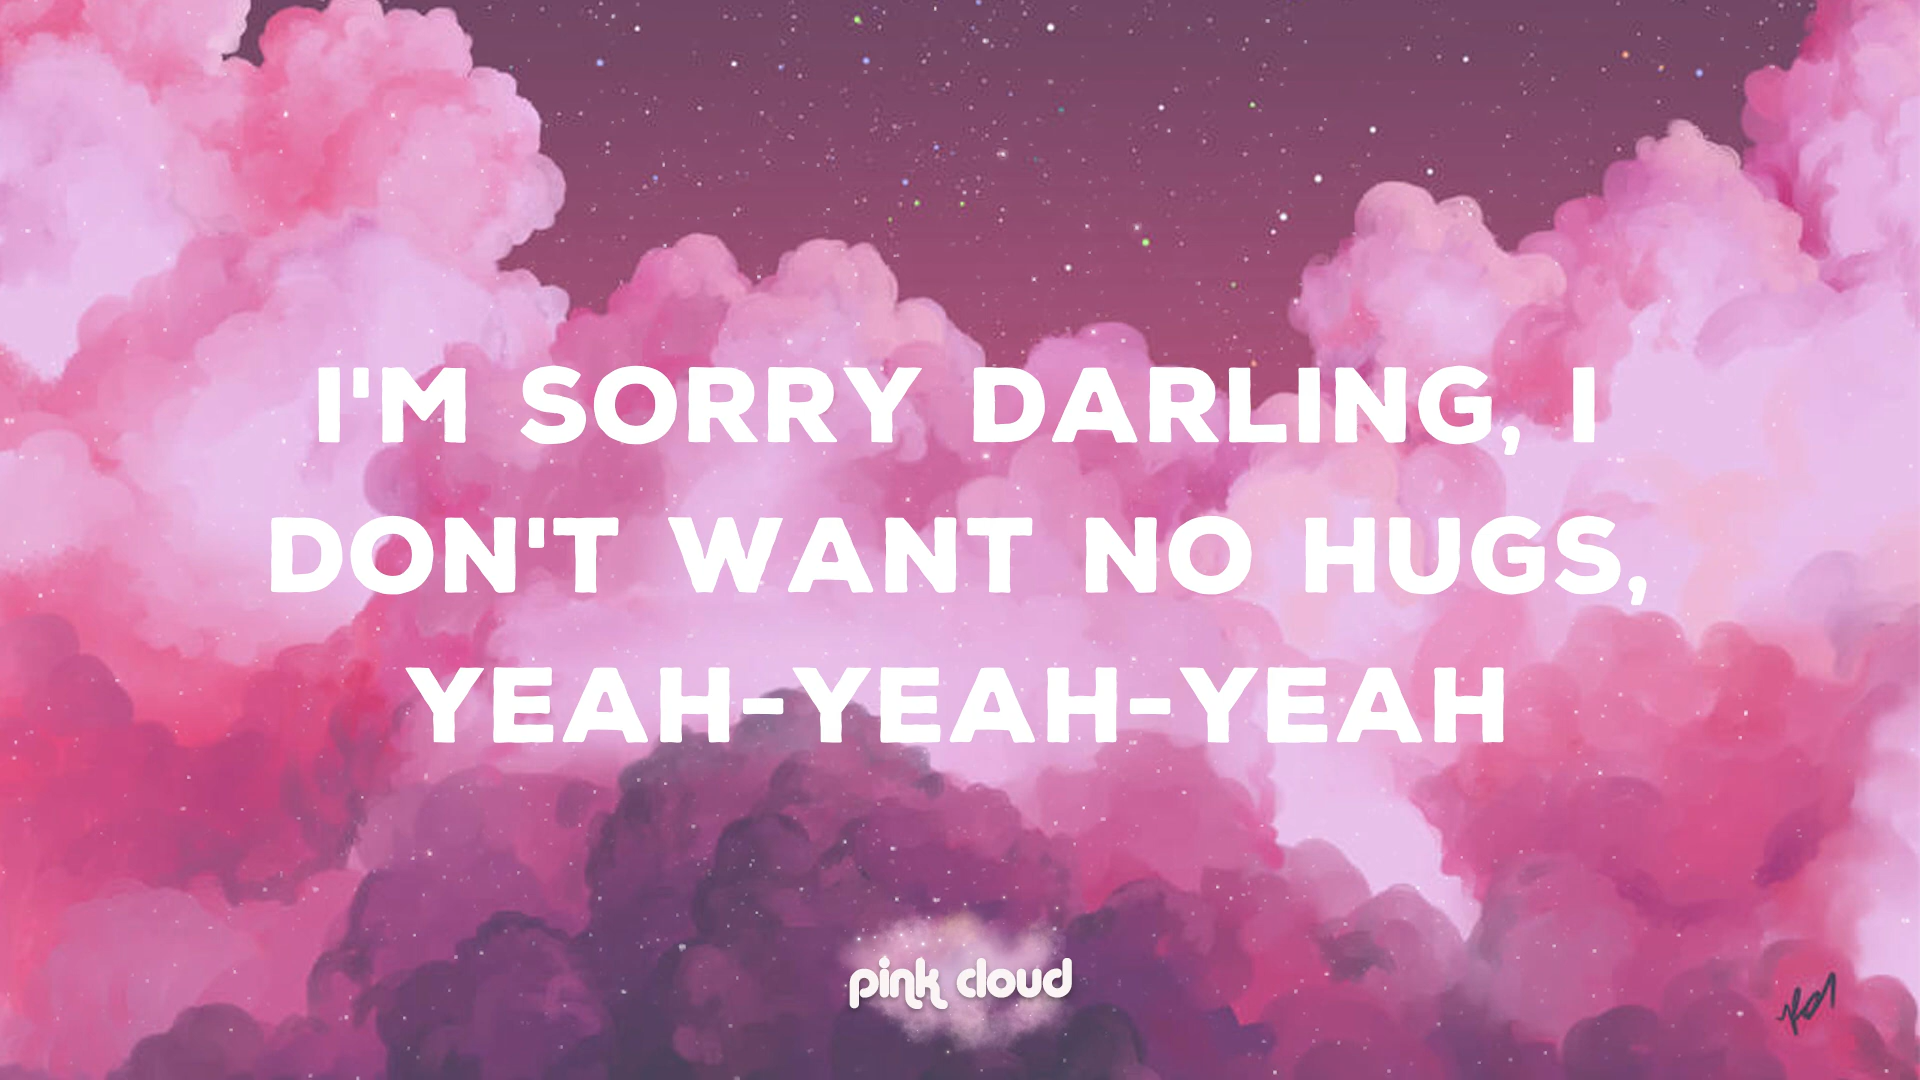 I'M SORRY DARLING, I
DON'T WANT NO HUGS,
YEAH-YEAH-YEAH
pink cloud